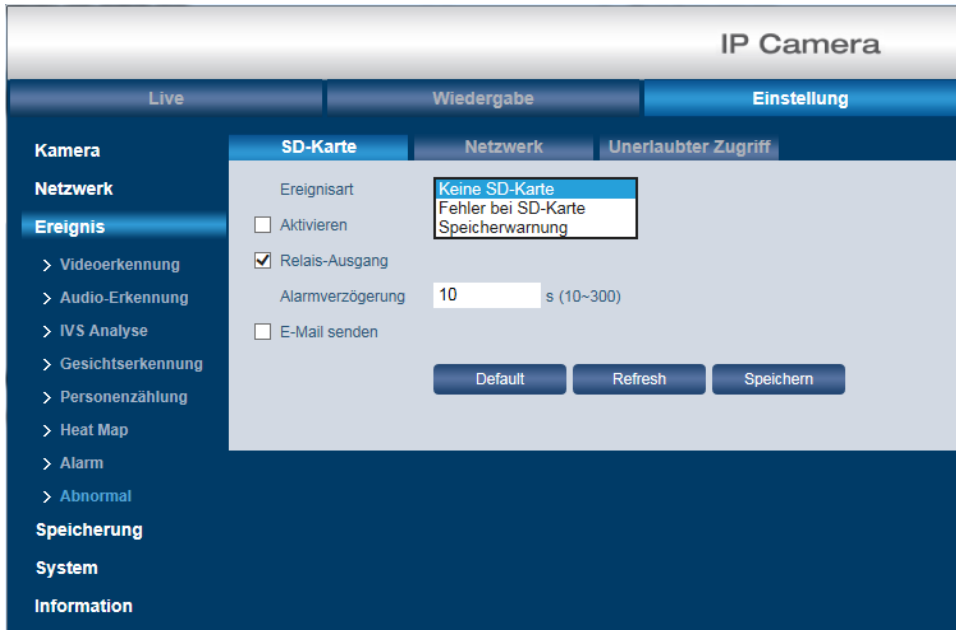 IP Camera
Live Wiedergabe Einstellung
Kamera
Netzwerk
Ereignis
Videoerkennung
Audio-Erkennung
IVS Analyse
Gesichtserkennung
Personenzählung
Heat Map
Alarm
Abnormal
Speicherung
System
Information
SD-Karte Netzwerk Unerlaubter Zugriff
Ereignisart Keine SD-Karte
Fehler bei SD-Karte
Aktivieren Speicherwarnung
Relais-Ausgang
Alarmverzögerung 10 s (10~300)
E-Mail senden
Default Refresh Speichern